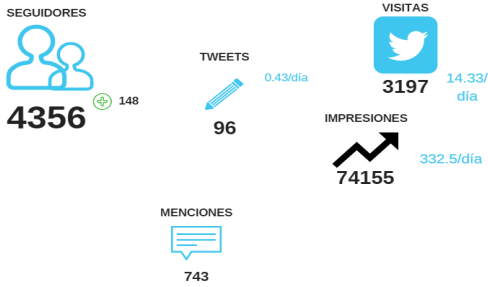 SEGUIDORES
4356
148
TWEETS
0.43/día
96
VISITAS
3197
14.33/
día
IMPRESIONES
332.5/día
74155
MENCIONES
743